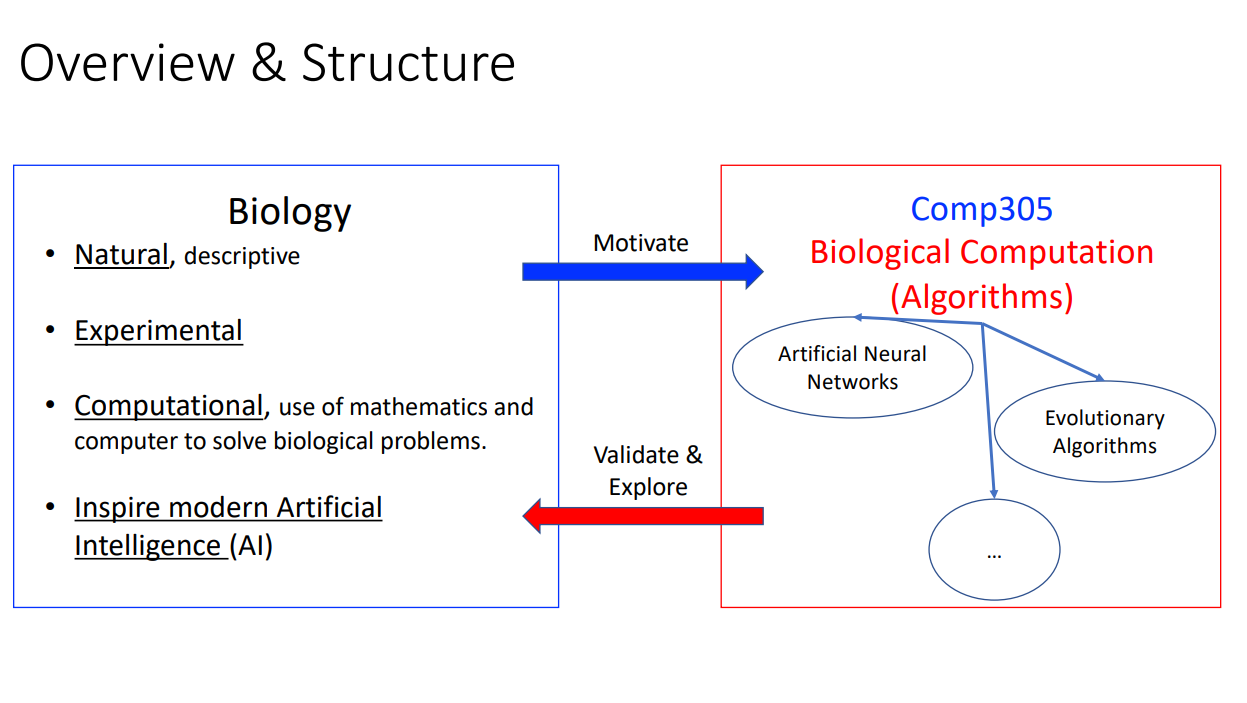 Overview & Structure
Biology
• Natural, descriptive
• Experimental
• Computational, use of mathematics and
computer to solve biological problems.
• Inspire modern Artificial
Intelligence (AI)
Motivate
Validate &
Explore
Comp305
Biological Computation
(Algorithms)
Artificial Neural
Networks
Evolutionary
Algorithms
...